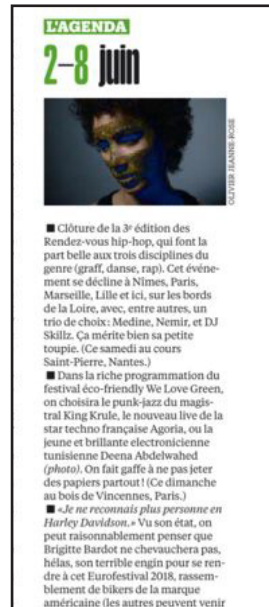 L'AGENDA
2–8 juin
OLIVIER JEANNE-ROSE
■ Clôture de la 3e édition des
Rendez-vous hip-hop, qui font la
part belle aux trois disciplines du
genre (graff, danse, rap). Cet événe-
ment se décline à Nîmes, Paris,
Marseille, Lille et ici, sur les bords
de la Loire, avec, entre autres, un
trio de choix : Medine, Nemir, et DJ
Skillz. Ça mérite bien sa petite
toupie. (Ce samedi au cours
Saint-Pierre, Nantes.)
■ Dans la riche programmation du
festival éco-friendly We Love Green,
on choisira le punk-jazz du magis-
tral King Krule, le nouveau live de la
star techno française Agoria, ou la
jeune et brillante electronicienne
tunisienne Deena Abdelwahed
(photo). On fait gaffe à ne pas jeter
des papiers partout ! (Ce dimanche
au bois de Vincennes, Paris.)
■ «Je ne reconnais plus personne en
Harley Davidson.» Vu son état, on
peut raisonnablement penser que
Brigitte Bardot ne chevauchera pas,
hélas, son terrible engin pour se ren-
dre à cet Eurofestival 2018, rassem-
blement de bikers de la marque
américaine (les autres peuvent venir